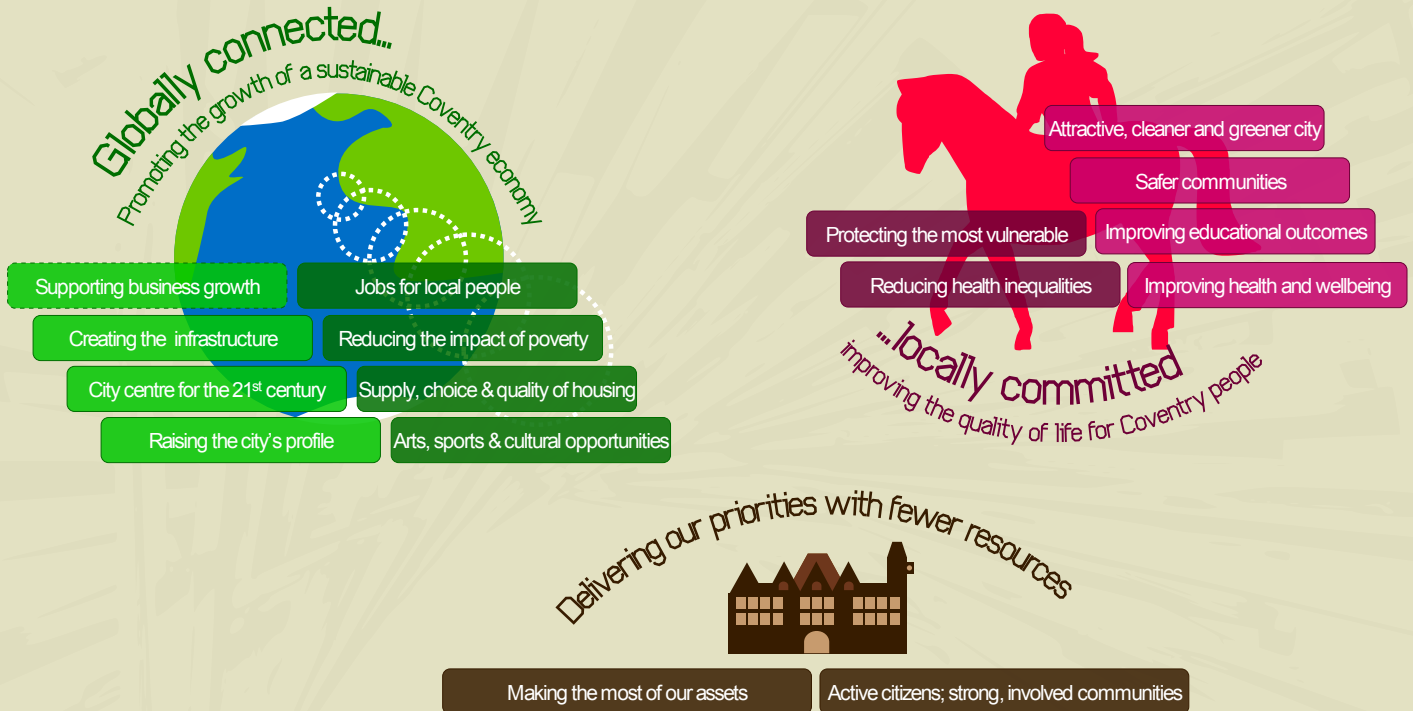 Globally connected...
Promoting the growth of a sustainable Coventry economy
Supporting business growth
Jobs for local people
Creating the infrastructure
Reducing the impact of poverty
City centre for the 21st century
Supply, choice & quality of housing
Raising the city's profile
Arts, sports & cultural opportunities
Attractive, cleaner and greener city
Safer communities
Protecting the most vulnerable
Improving educational outcomes
Reducing health inequalities
Improving health and wellbeing
...locally committed
improving the quality of life for Coventry people
Delivering our priorities with fewer resources
Making the most of our assets
Active citizens; strong, involved communities